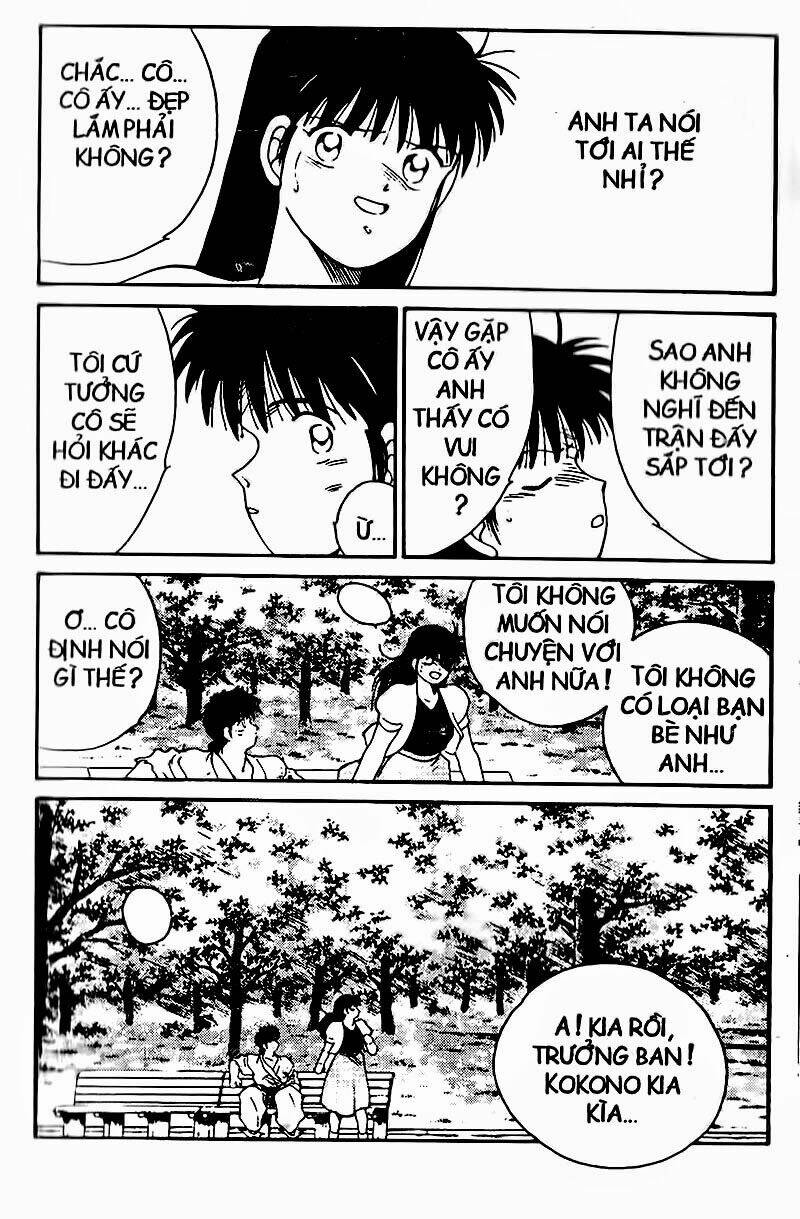 ANH TA NÓI
TỚI AI THẾ
NHỈ?
CHẮC... CÔ...
CÔ ẤY... ĐẸP
LẮM PHẢI
KHÔNG?
SAO ANH
KHÔNG
NGHĨ ĐẾN
TRẬN ĐẤY
SẮP TỚI?
VẬY GẶP
CÔ ẤY
ANH
THẤY CÓ
VUI
KHÔNG
?
Ừ...
TÔI CỨ
TƯỞNG
CÔ SẼ
HỎI KHÁC
ĐI ĐẤY...
TÔI KHÔNG
MUỐN NÓI
CHUYỆN VỚI
ANH NỮA!
TÔI KHÔNG
CÓ LOẠI BẠN
BÈ NHƯ
ANH...
Ơ... CÔ
ĐỊNH NÓI
GÌ THẾ?
A! KIA RỒI,
TRƯỞNG BAN!
KOKONO KIA
KÌA...